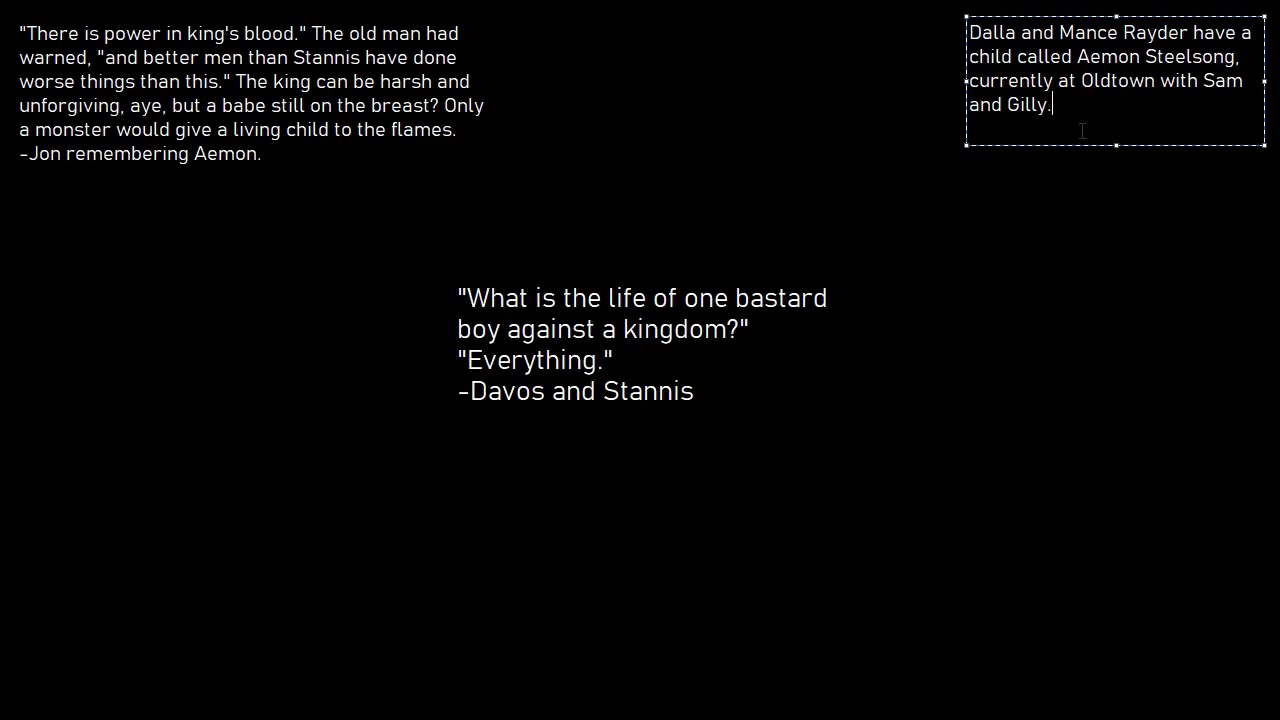 "There is power in king's blood." The old man had
warned, "and better men than Stannis have done
worse things than this." The king can be harsh and
unforgiving, aye, but a babe still on the breast? Only
a monster would give a living child to the flames.
-Jon remembering Aemon.
Dalla and Mance Rayder have a
child called Aemon Steelsong,
currently at Oldtown with Sam
and Gilly.
"What is the life of one bastard
boy against a kingdom?"
"Everything."
-Davos and Stannis